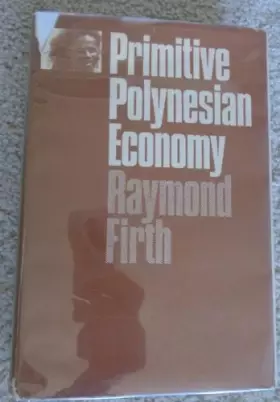 Primitive
Polynesian
Economy
Raymond
Firth